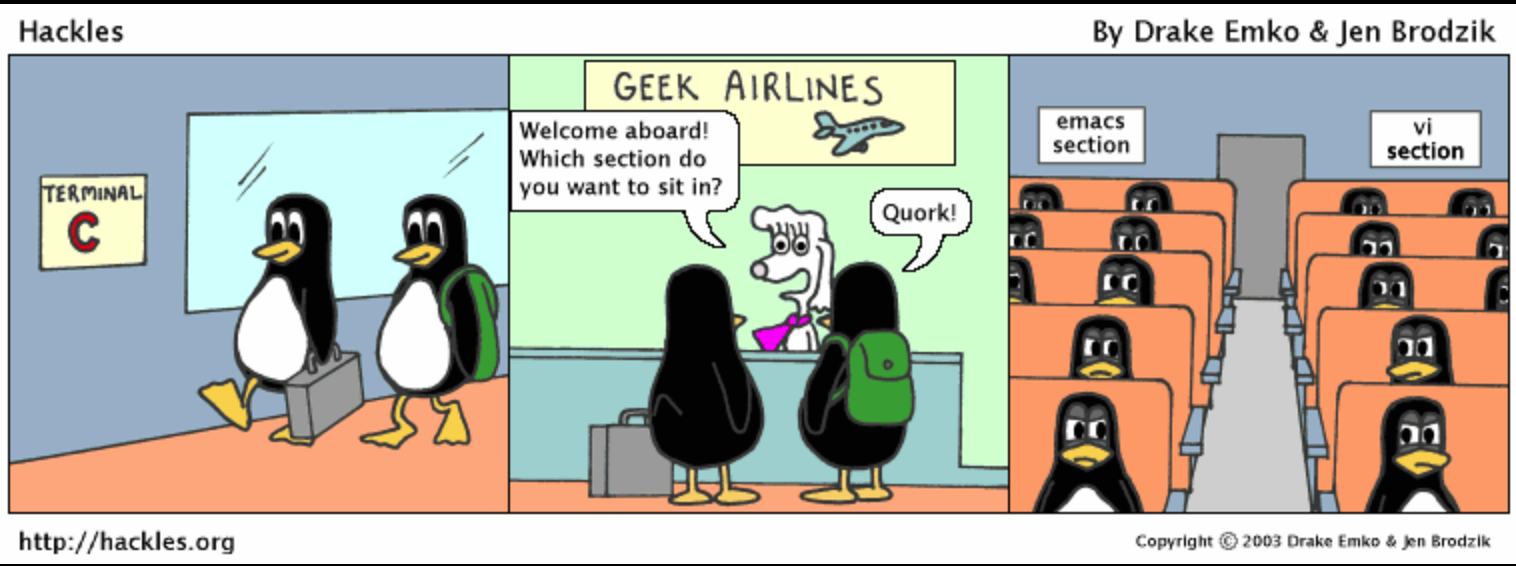 Hackles
By Drake Emko & Jen Brodzik
TERMINAL
C
GEEK AIRLINES
Welcome aboard!
Which section do
you want to sit in?
Quork!
emacs
section
vi
section
http://hackles.org
Copyright © 2003 Drake Emko & Jen Brodzik